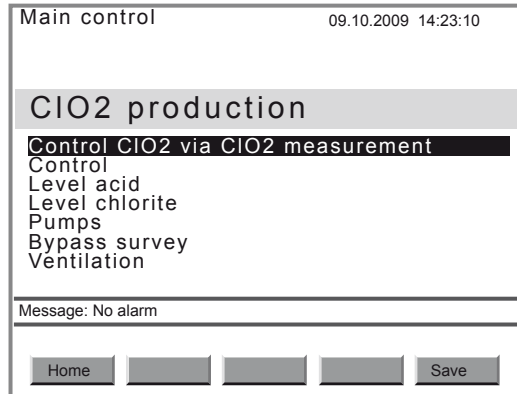 Main control
09.10.2009 14:23:10
ClO2 production
Control ClO2 via ClO2 measurement
Control
Level acid
Level chlorite
Pumps
Bypass survey
Ventilation
Message: No alarm
Home
Save